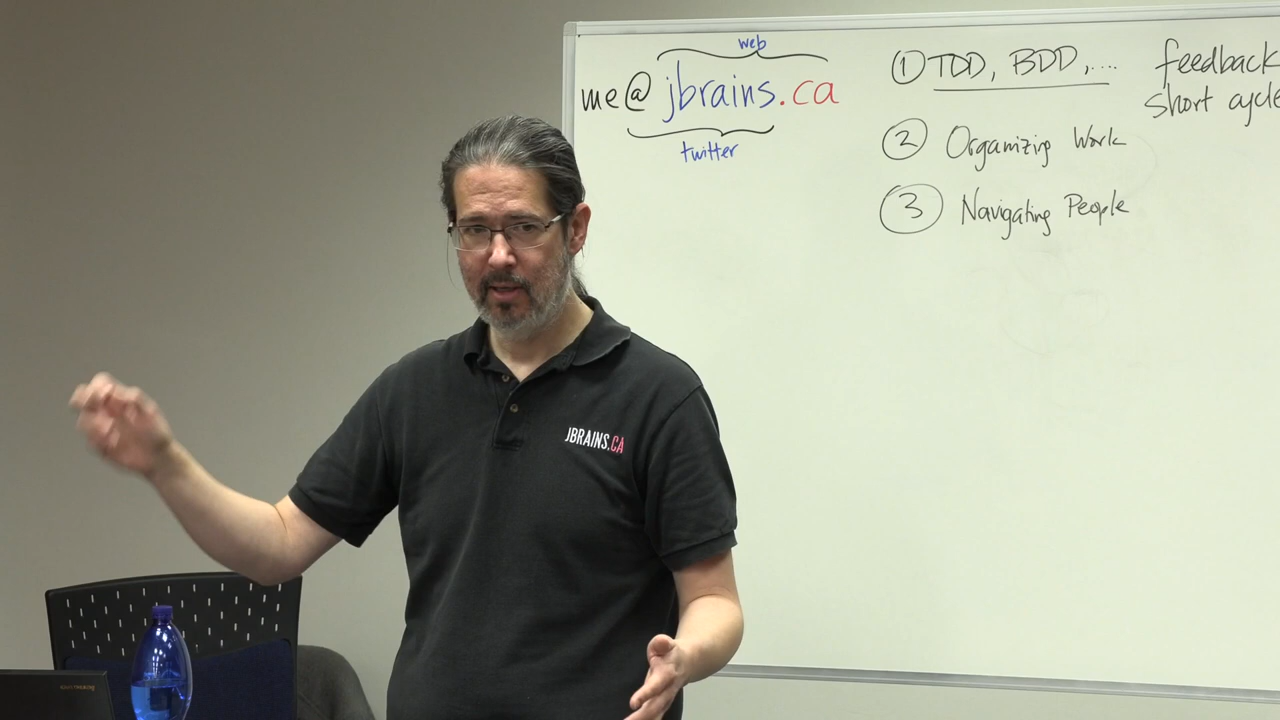 web
me@jbrains.ca
twitter
① TDD, BDD, ...
② Organizing Work
③ Navigating People
feedback
short cycle
JBRAINS.CA